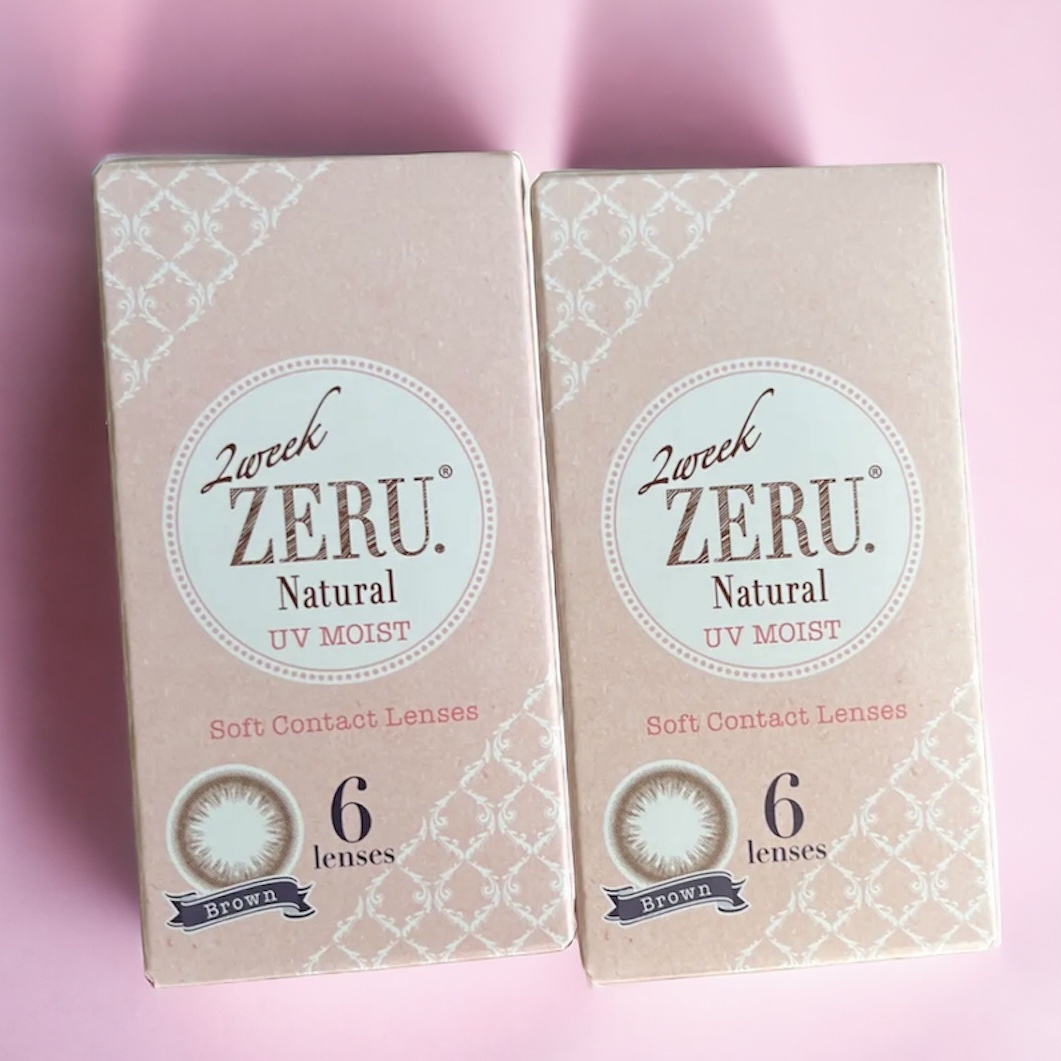 2week
ZERU.®
Natural
UV MOIST
Soft Contact Lenses
6
lenses
Brown
2week
ZERU.®
Natural
UV MOIST
Soft Contact Lenses
6
lenses
Brown